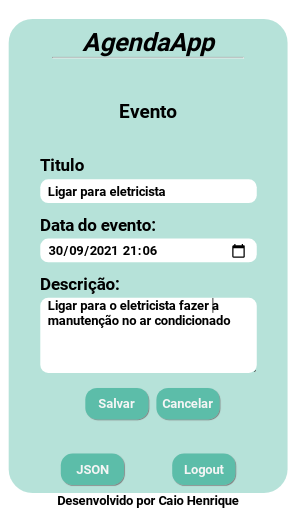 AgendaApp
Evento
Titulo
Ligar para eletricista
Data do evento:
30/09/2021 21:06
Descrição:
Ligar para o eletricista fazer a
manutenção no ar condicionado
Salvar Cancelar
JSON Logout
Desenvolvido por Caio Henrique